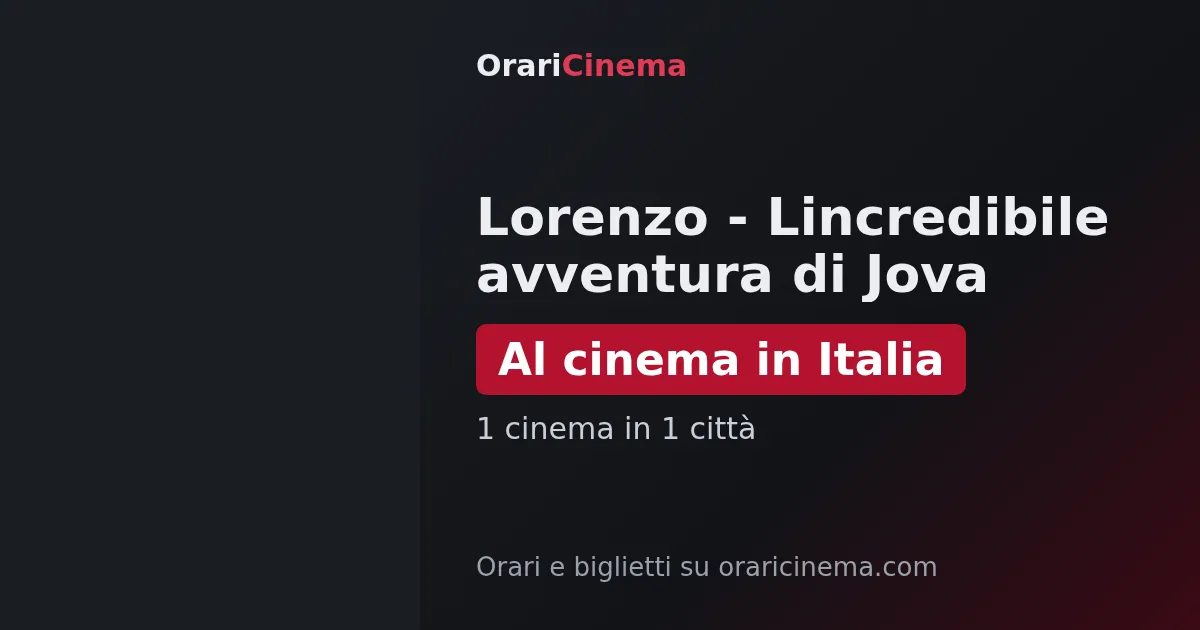 OrariCinema
Lorenzo - Lincredibile
avventura di Jova
Al cinema in Italia
1 cinema in 1 città
Orari e biglietti su oraricinema.com